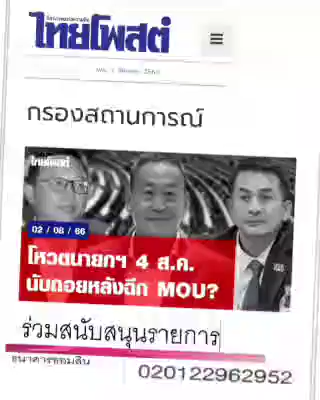 ไทยโพสต์
กรองสถานการณ์
ไทยโพสต์
02 / 08 / 66
โหวตนายกฯ 4 ส.ค.
นับถอยหลังฉีก MOU?
ร่วมสนับสนุนรายการ
ธนาคารออมสิน
020122962952